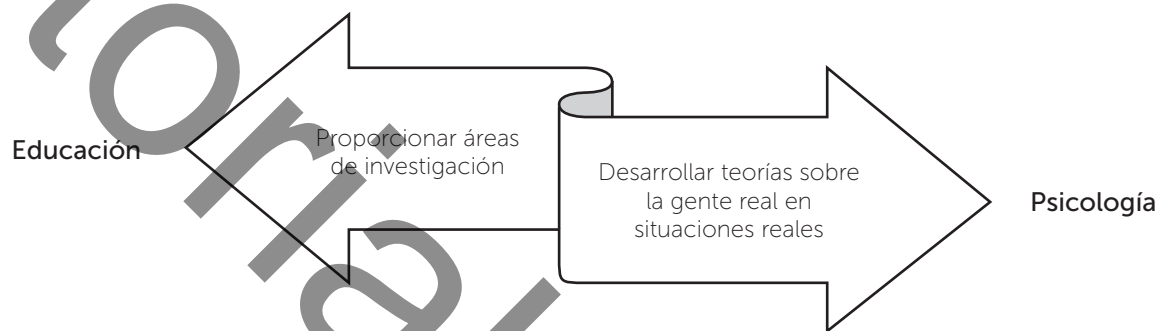 Educación
Proporcionar áreas
de investigación
Desarrollar teorías sobre
la gente real en
situaciones reales
Psicología